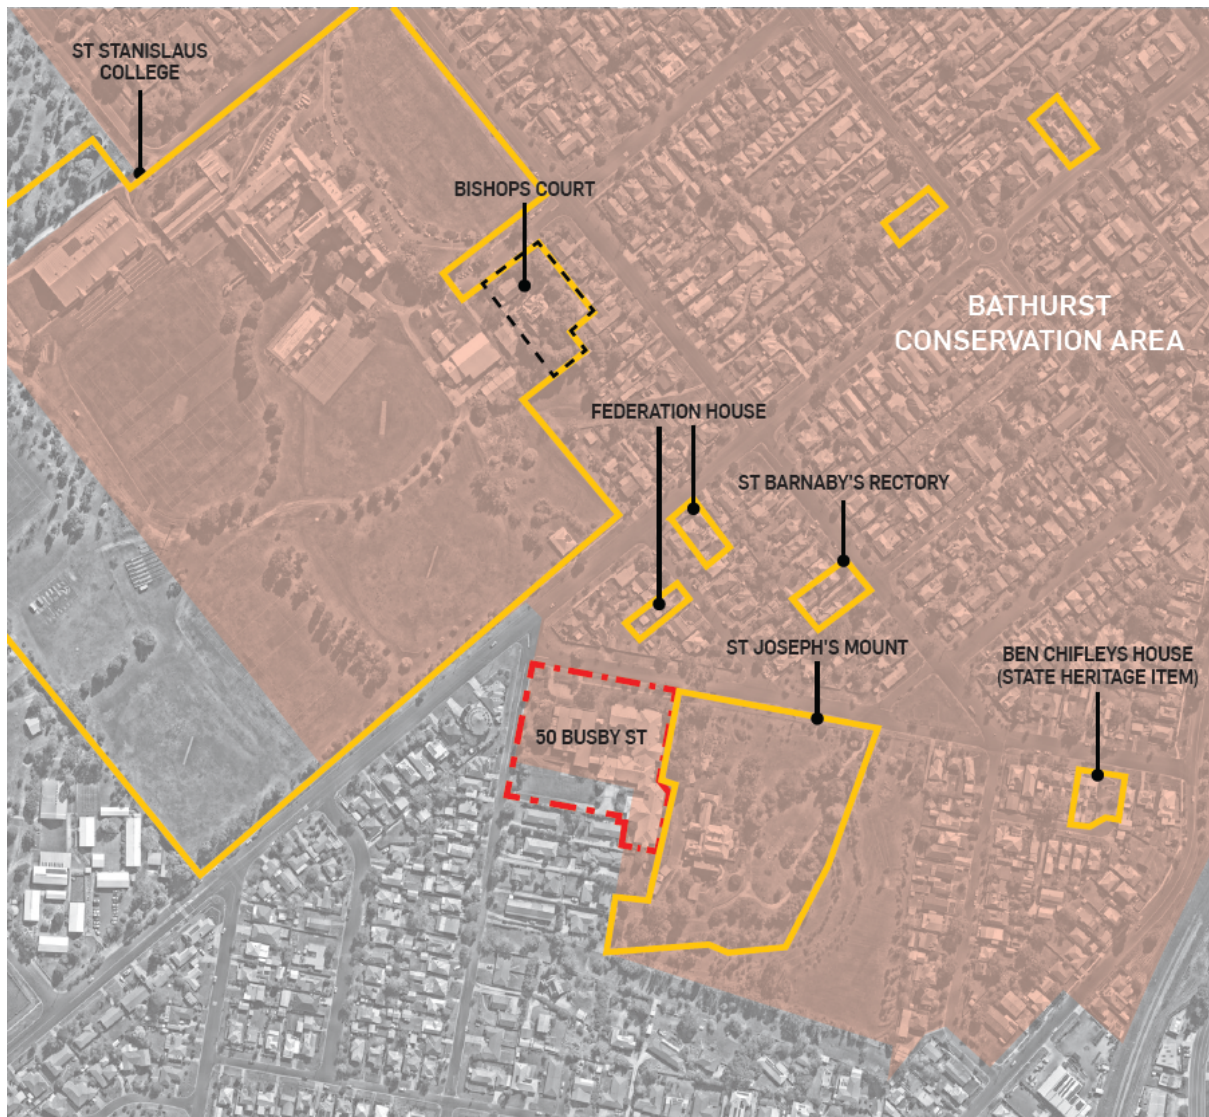 ST STANISLAUS
COLLEGE
BISHOPS COURT
BATHURST
CONSERVATION AREA
FEDERATION HOUSE
ST BARNABY'S RECTORY
ST JOSEPH'S MOUNT
BEN CHIFLEYS HOUSE
(STATE HERITAGE ITEM)
50 BUSBY ST